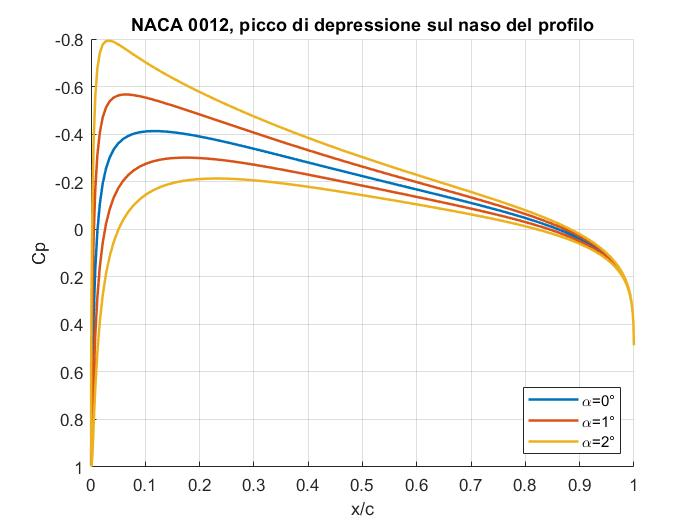 NACA 0012, picco di depressione sul naso del profilo
-0.8
-0.6
-0.4
-0.2
0
0.2
0.4
0.6
0.8
1
Cp
α=0°
α=1°
α=2°
0 0.1 0.2 0.3 0.4 0.5 0.6 0.7 0.8 0.9 1
x/c